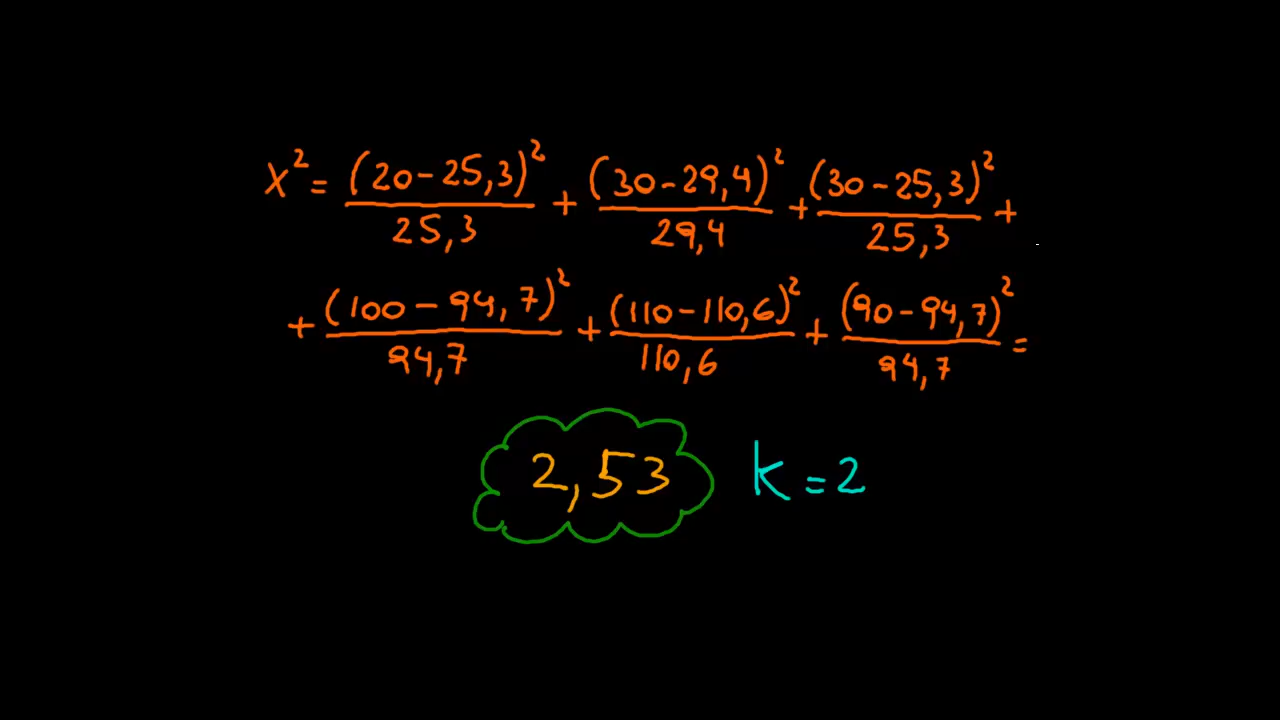 X² = (20-25,3)²/25,3 + (30-29,4)²/29,4 + (30-25,3)²/25,3 +
+ (100-94,7)²/94,7 + (110-110,6)²/110,6 + (90-94,7)²/94,7 =
2,53 K=2